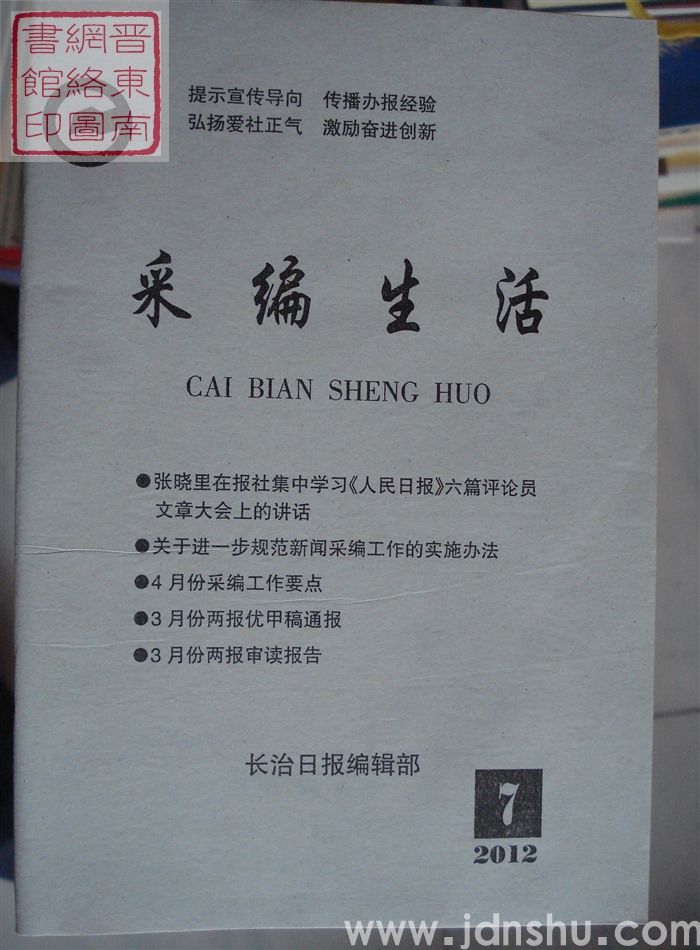 晋東南
網絡圖
書館印
提示宣传导向 传播办报经验
弘扬爱社正气 激励奋进创新
采编生活
CAI BIAN SHENG HUO
●张晓里在报社集中学习《人民日报》六篇评论员
文章大会上的讲话
●关于进一步规范新闻采编工作的实施办法
●4月份采编工作要点
●3月份两报优甲稿通报
●3月份两报审读报告
长治日报编辑部
7
2012
www.jdnshu.com